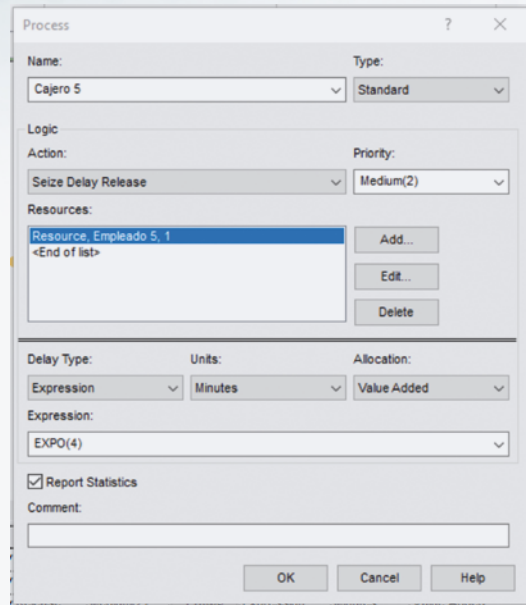 Process
?
Name:
Type:
Cajero 5
Standard
Logic
Action:
Priority:
Seize Delay Release
Medium(2)
Resources:
Resource, Empleado 5, 1
<End of list>
Add...
Edit...
Delete
Delay Type:
Units:
Allocation:
Expression
Minutes
Value Added
Expression:
EXPO(4)
Report Statistics
Comment:
OK
Cancel
Help